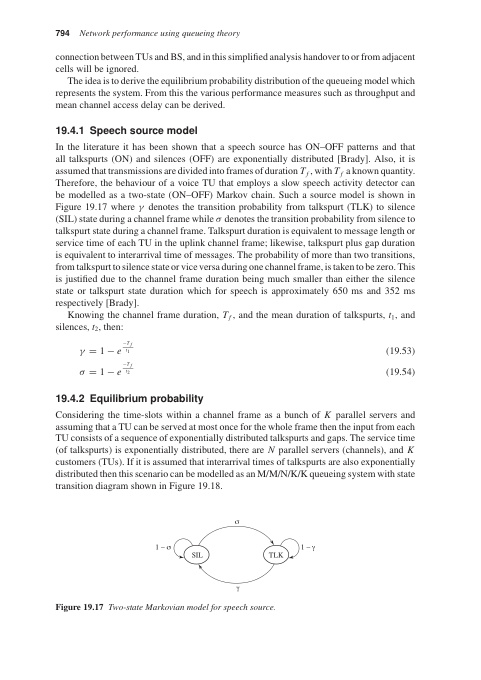 794 Network performance using queueing theory
connection between TUs and BS, and in this simplified analysis handover to or from adjacent
cells will be ignored.
The idea is to derive the equilibrium probability distribution of the queueing model which
represents the system. From this the various performance measures such as throughput and
mean channel access delay can be derived.
19.4.1 Speech source model
In the literature it has been shown that a speech source has ON–OFF patterns and that
all talkspurts (ON) and silences (OFF) are exponentially distributed [Brady]. Also, it is
assumed that transmissions are divided into frames of duration T_f, with T_f a known quantity.
Therefore, the behaviour of a voice TU that employs a slow speech activity detector can
be modelled as a two-state (ON–OFF) Markov chain. Such a source model is shown in
Figure 19.17 where γ denotes the transition probability from talkspurt (TLK) to silence
(SIL) state during a channel frame while σ denotes the transition probability from silence to
talkspurt state during a channel frame. Talkspurt duration is equivalent to message length or
service time of each TU in the uplink channel frame; likewise, talkspurt plus gap duration
is equivalent to interarrival time of messages. The probability of more than two transitions,
from talkspurt to silence state or vice versa during one channel frame, is taken to be zero. This
is justified due to the channel frame duration being much smaller than either the silence
state or talkspurt state duration which for speech is approximately 650 ms and 352 ms
respectively [Brady].
Knowing the channel frame duration, T_f, and the mean duration of talkspurts, t₁, and
silences, t₂, then:
γ = 1 − e^(−T_f/t₁) (19.53)
σ = 1 − e^(−T_f/t₂) (19.54)
19.4.2 Equilibrium probability
Considering the time-slots within a channel frame as a bunch of K parallel servers and
assuming that a TU can be served at most once for the whole frame then the input from each
TU consists of a sequence of exponentially distributed talkspurts and gaps. The service time
(of talkspurts) is exponentially distributed, there are N parallel servers (channels), and K
customers (TUs). If it is assumed that interarrival times of talkspurts are also exponentially
distributed then this scenario can be modelled as an M/M/N/K/K queueing system with state
transition diagram shown in Figure 19.18.
σ
1 − σ SIL TLK 1 − γ
γ
Figure 19.17 Two-state Markovian model for speech source.